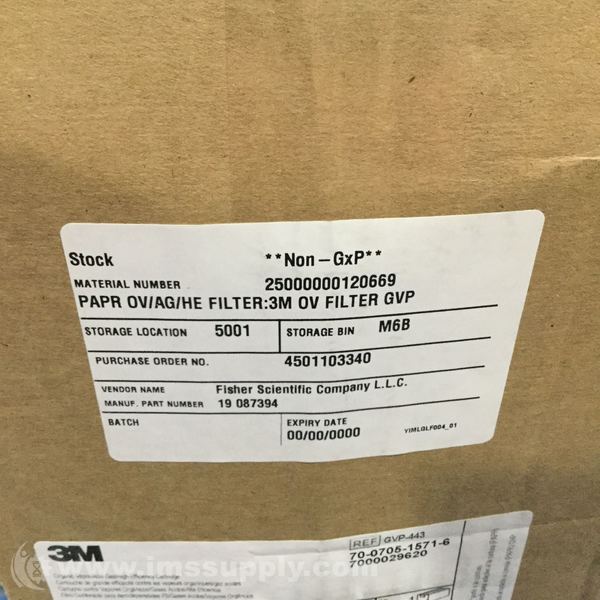 Stock **Non-GxP**
MATERIAL NUMBER 25000000120669
PAPR OV/AG/HE FILTER:3M OV FILTER GVP
STORAGE LOCATION 5001 STORAGE BIN M6B
PURCHASE ORDER NO. 4501103340
VENDOR NAME Fisher Scientific Company L.L.C.
MANUF. PART NUMBER 19 087394
BATCH EXPIRY DATE
00/00/0000 YIMLGLF004_01
3M REF GVP-443
70-0705-1571-6
7000029620
www.imssupply.com